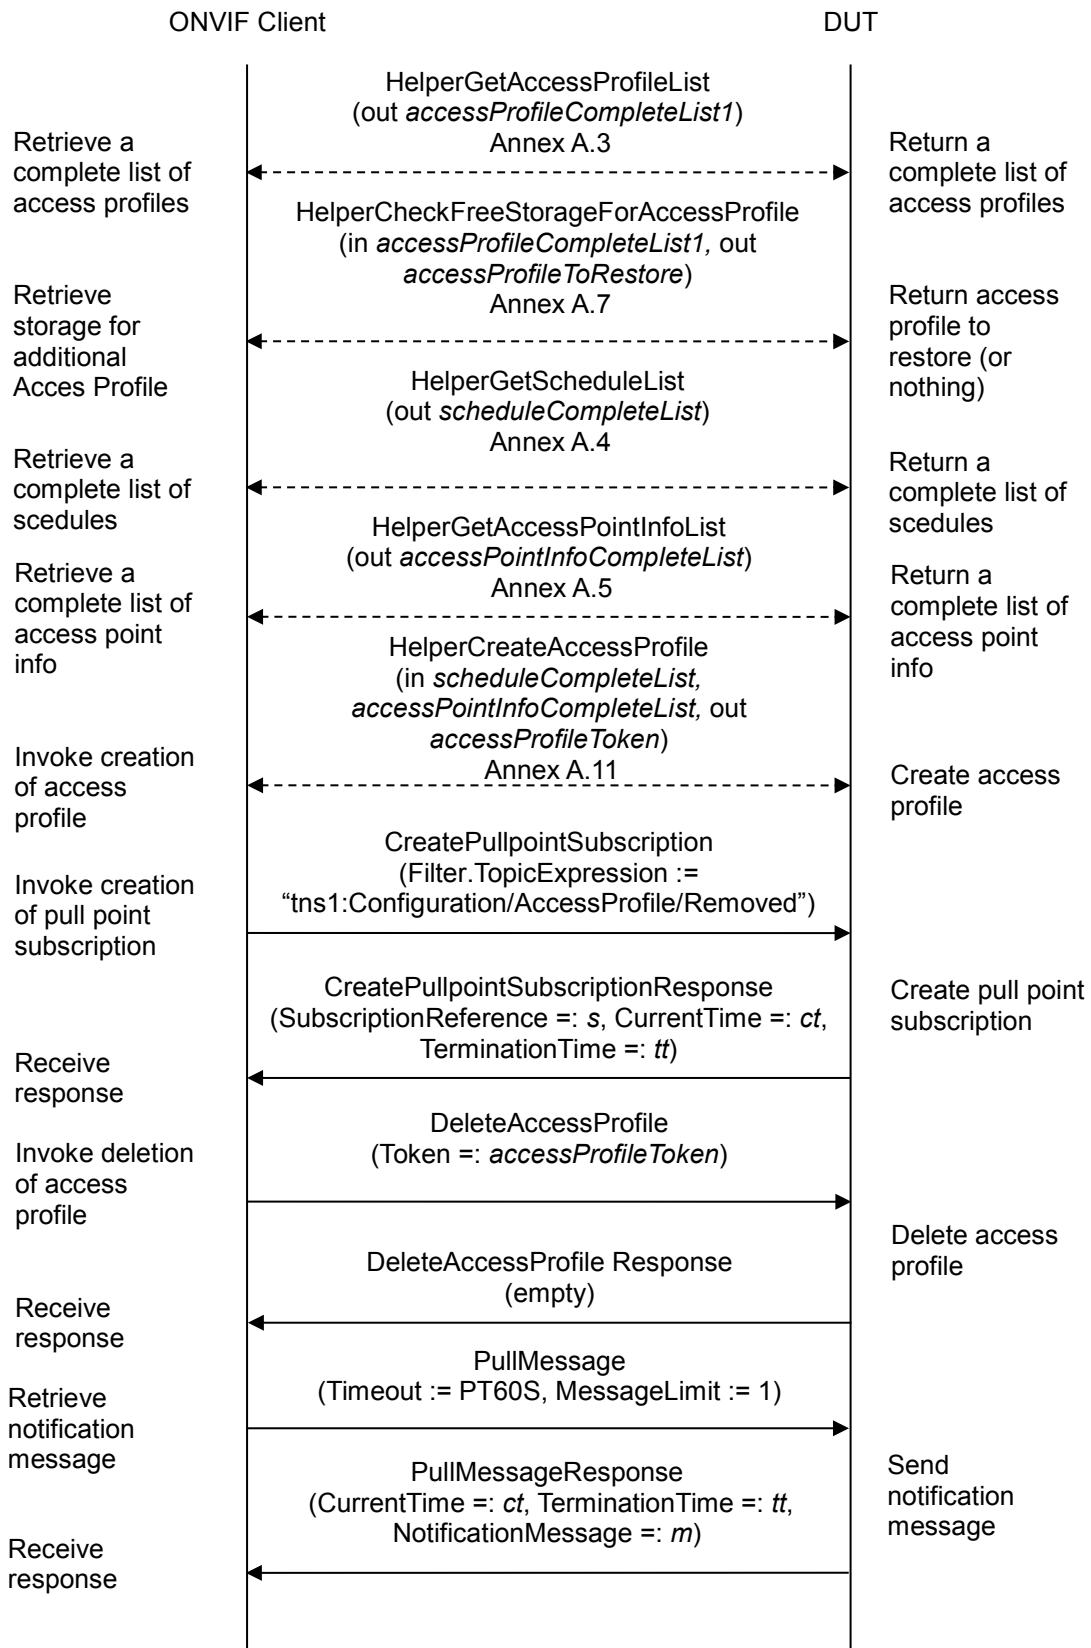 ONVIF Client
DUT
HelperGetAccessProfileList
(out accessProfileCompleteList1)
Annex A.3
Retrieve a
complete list of
access profiles
Return a
complete list of
access profiles
HelperCheckFreeStorageForAccessProfile
(in accessProfileCompleteList1, out
accessProfileToRestore)
Annex A.7
Retrieve
storage for
additional
Acces Profile
Return access
profile to
restore (or
nothing)
HelperGetScheduleList
(out scheduleCompleteList)
Annex A.4
Retrieve a
complete list of
scedules
Return a
complete list of
scedules
HelperGetAccessPointInfoList
(out accessPointInfoCompleteList)
Annex A.5
Retrieve a
complete list of
access point
info
Return a
complete list of
access point
info
HelperCreateAccessProfile
(in scheduleCompleteList,
accessPointInfoCompleteList, out
accessProfileToken)
Annex A.11
Invoke creation
of access
profile
Create access
profile
CreatePullpointSubscription
(Filter.TopicExpression :=
“tns1:Configuration/AccessProfile/Removed”)
Invoke creation
of pull point
subscription
CreatePullpointSubscriptionResponse
(SubscriptionReference =: s, CurrentTime =: ct,
TerminationTime =: tt)
Create pull point
subscription
Receive
response
DeleteAccessProfile
(Token =: accessProfileToken)
Invoke deletion
of access
profile
Delete access
profile
DeleteAccessProfile Response
(empty)
Receive
response
PullMessage
(Timeout := PT60S, MessageLimit := 1)
Retrieve
notification
message
PullMessageResponse
(CurrentTime =: ct, TerminationTime =: tt,
NotificationMessage =: m)
Send
notification
message
Receive
response